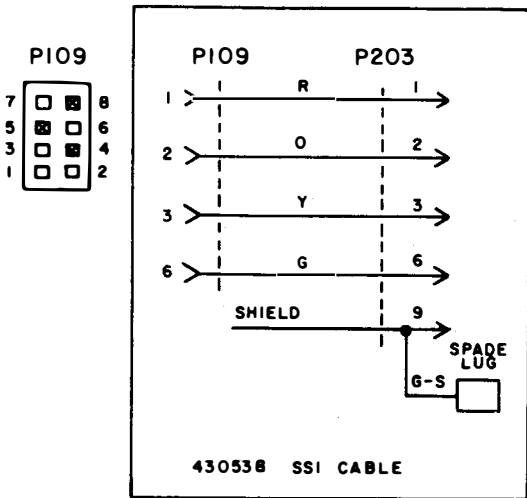 P109
7 8
5 6
3 4
1 2
P109 P203
1 R 1
2 O 2
3 Y 3
6 G 6
SHIELD 9
SPADE
LUG
G-S
430538 SSI CABLE